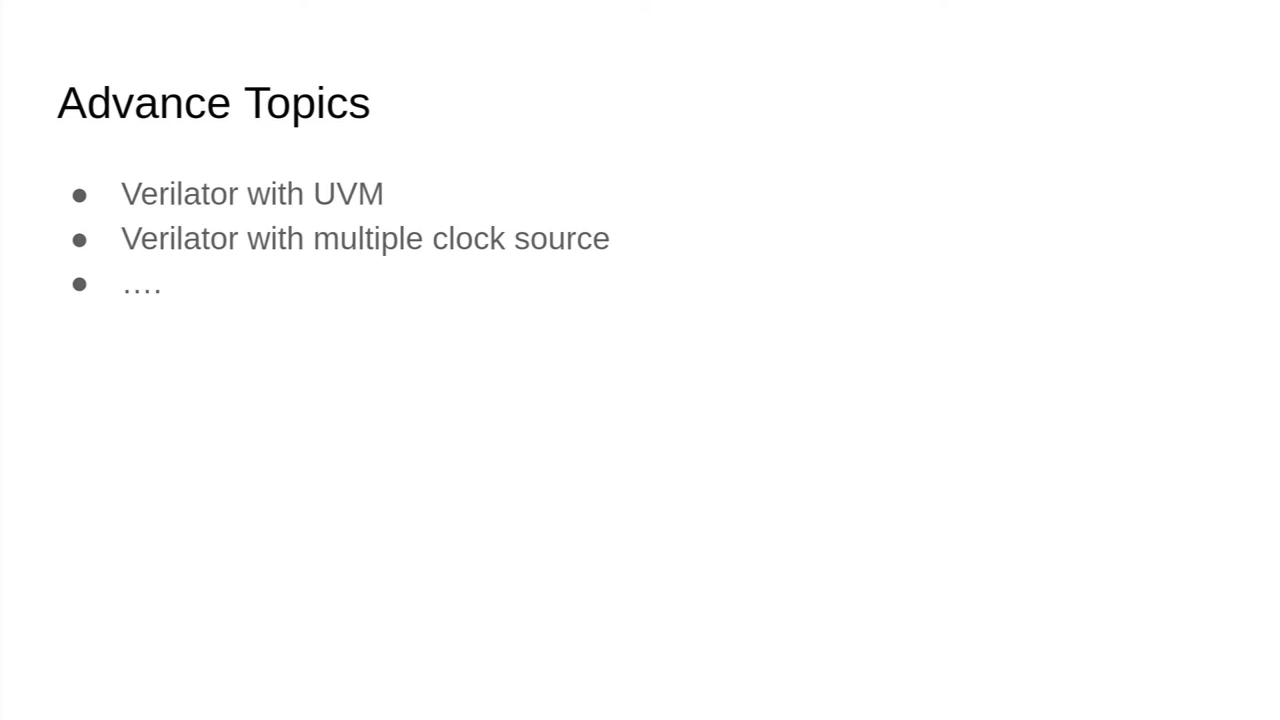 Advance Topics
● Verilator with UVM
● Verilator with multiple clock source
● ….